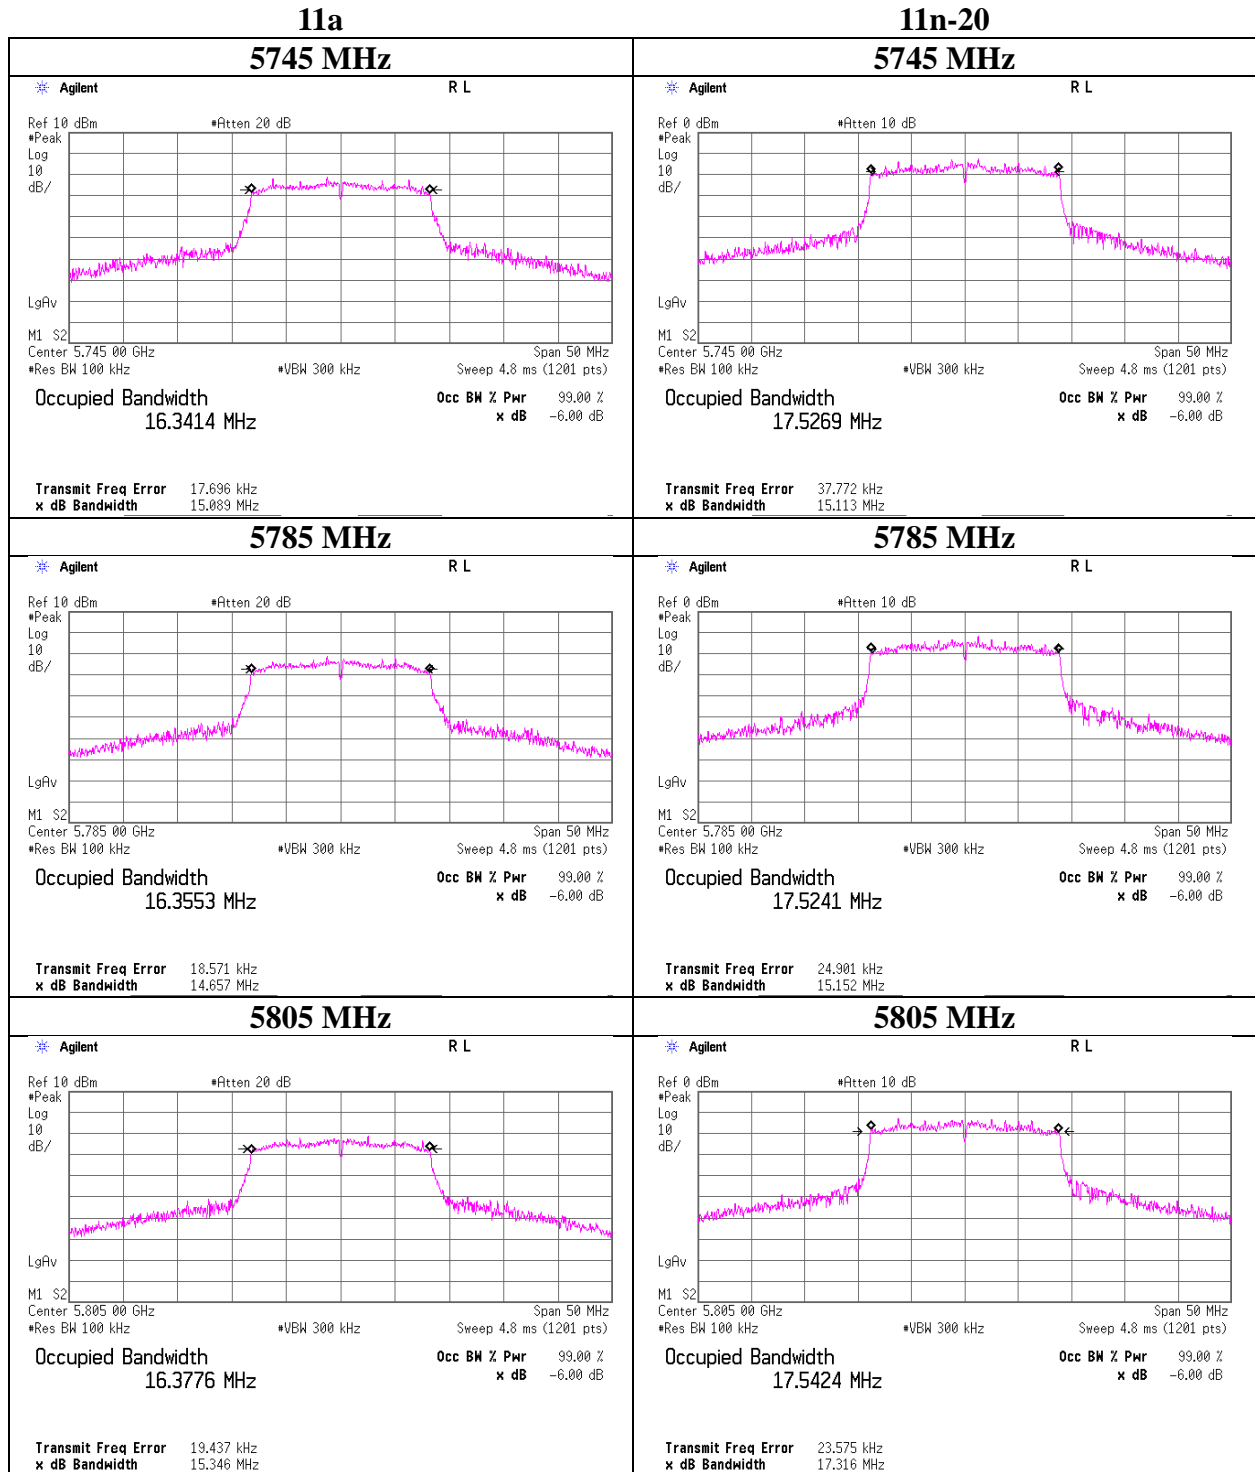 11a 11n-20
5745 MHz 5745 MHz
Agilent R L
Ref 10 dBm #Atten 20 dB
#Peak
Log
10
dB/
LgAv
M1 S2
Center 5.745 00 GHz Span 50 MHz
#Res BW 100 kHz #VBW 300 kHz Sweep 4.8 ms (1201 pts)
Occupied Bandwidth Occ BW % Pwr 99.00 %
16.3414 MHz x dB -6.00 dB
Transmit Freq Error 17.696 kHz
x dB Bandwidth 15.089 MHz
Agilent R L
Ref 0 dBm #Atten 10 dB
#Peak
Log
10
dB/
LgAv
M1 S2
Center 5.745 00 GHz Span 50 MHz
#Res BW 100 kHz #VBW 300 kHz Sweep 4.8 ms (1201 pts)
Occupied Bandwidth Occ BW % Pwr 99.00 %
17.5269 MHz x dB -6.00 dB
Transmit Freq Error 37.772 kHz
x dB Bandwidth 15.113 MHz
5785 MHz 5785 MHz
Agilent R L
Ref 10 dBm #Atten 20 dB
#Peak
Log
10
dB/
LgAv
M1 S2
Center 5.785 00 GHz Span 50 MHz
#Res BW 100 kHz #VBW 300 kHz Sweep 4.8 ms (1201 pts)
Occupied Bandwidth Occ BW % Pwr 99.00 %
16.3553 MHz x dB -6.00 dB
Transmit Freq Error 18.571 kHz
x dB Bandwidth 14.657 MHz
Agilent R L
Ref 0 dBm #Atten 10 dB
#Peak
Log
10
dB/
LgAv
M1 S2
Center 5.785 00 GHz Span 50 MHz
#Res BW 100 kHz #VBW 300 kHz Sweep 4.8 ms (1201 pts)
Occupied Bandwidth Occ BW % Pwr 99.00 %
17.5241 MHz x dB -6.00 dB
Transmit Freq Error 24.901 kHz
x dB Bandwidth 15.152 MHz
5805 MHz 5805 MHz
Agilent R L
Ref 10 dBm #Atten 20 dB
#Peak
Log
10
dB/
LgAv
M1 S2
Center 5.805 00 GHz Span 50 MHz
#Res BW 100 kHz #VBW 300 kHz Sweep 4.8 ms (1201 pts)
Occupied Bandwidth Occ BW % Pwr 99.00 %
16.3776 MHz x dB -6.00 dB
Transmit Freq Error 19.437 kHz
x dB Bandwidth 15.346 MHz
Agilent R L
Ref 0 dBm #Atten 10 dB
#Peak
Log
10
dB/
LgAv
M1 S2
Center 5.805 00 GHz Span 50 MHz
#Res BW 100 kHz #VBW 300 kHz Sweep 4.8 ms (1201 pts)
Occupied Bandwidth Occ BW % Pwr 99.00 %
17.5424 MHz x dB -6.00 dB
Transmit Freq Error 23.575 kHz
x dB Bandwidth 17.316 MHz